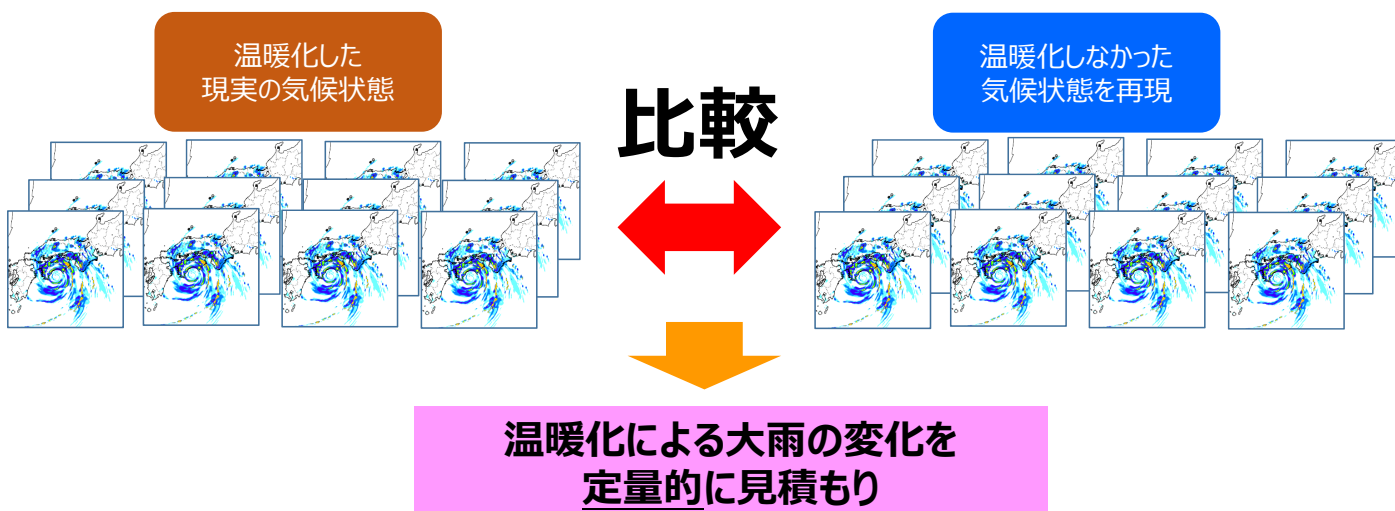 温暖化した
現実の気候状態
比較
温暖化しなかった
気候状態を再現
温暖化による大雨の変化を
定量的に見積もり